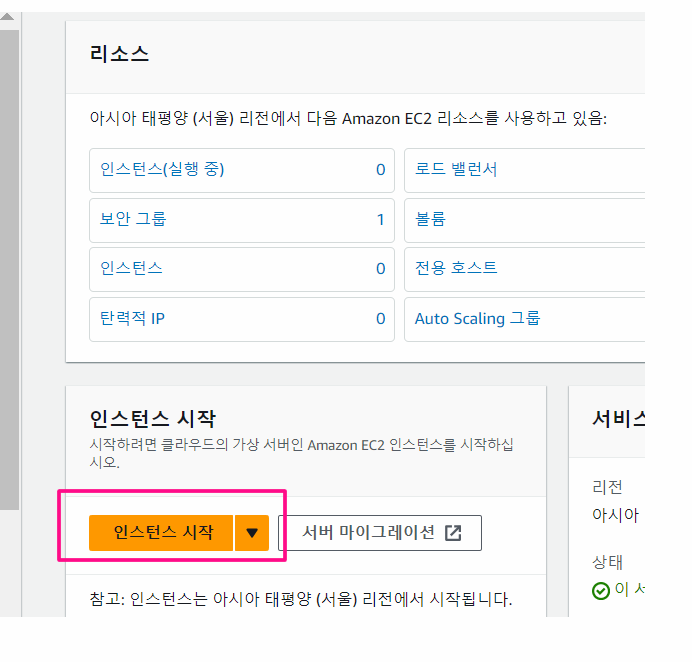 리소스
아시아 태평양 (서울) 리전에서 다음 Amazon EC2 리소스를 사용하고 있음:
인스턴스(실행 중) 0 로드 밸런서
보안 그룹 1 볼륨
인스턴스 0 전용 호스트
탄력적 IP 0 Auto Scaling 그룹
인스턴스 시작
시작하려면 클라우드의 가상 서버인 Amazon EC2 인스턴스를 시작하십
시오.
인스턴스 시작 서버 마이그레이션
참고: 인스턴스는 아시아 태평양 (서울) 리전에서 시작됩니다.
서비스
리전
아시아
상태
이